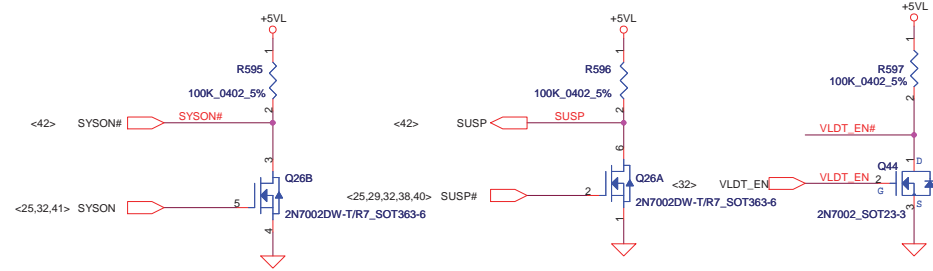 +5VL
1
R595
100K_0402_5%
2
<42> SYSON# SYSON#
3
Q26B
5
<25,32,41> SYSON
2N7002DW-T/R7_SOT363-6
4
+5VL
1
R596
100K_0402_5%
2
<42> SUSP SUSP
6
Q26A
2
<25,29,32,38,40> SUSP#
2N7002DW-T/R7_SOT363-6
1
+5VL
1
R597
100K_0402_5%
2
VLDT_EN#
1 D
Q44
<32> VLDT_EN VLDT_EN 2
G
S
3
2N7002_SOT23-3